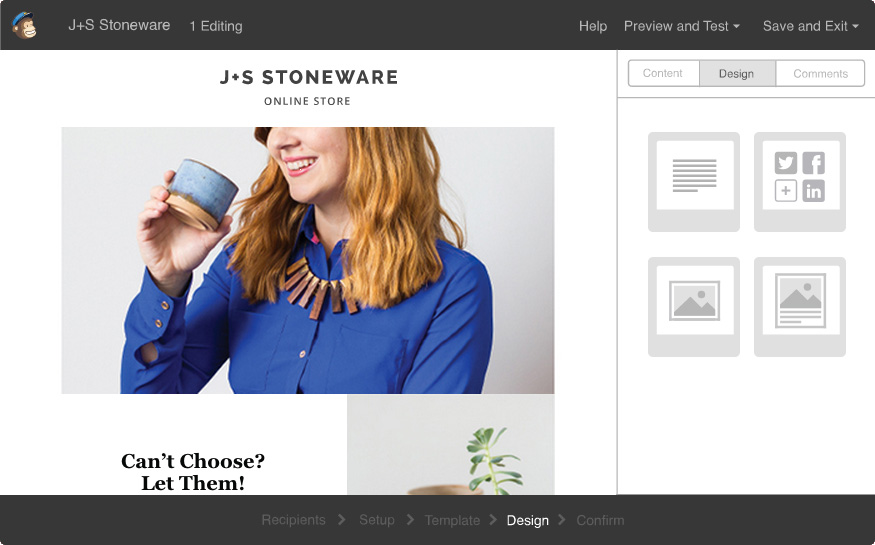 J+S Stoneware 1 Editing Help Preview and Test Save and Exit
Content Design Comments
J+S STONEWARE
ONLINE STORE
Can’t Choose?
Let Them!
Recipients Setup Template Design Confirm